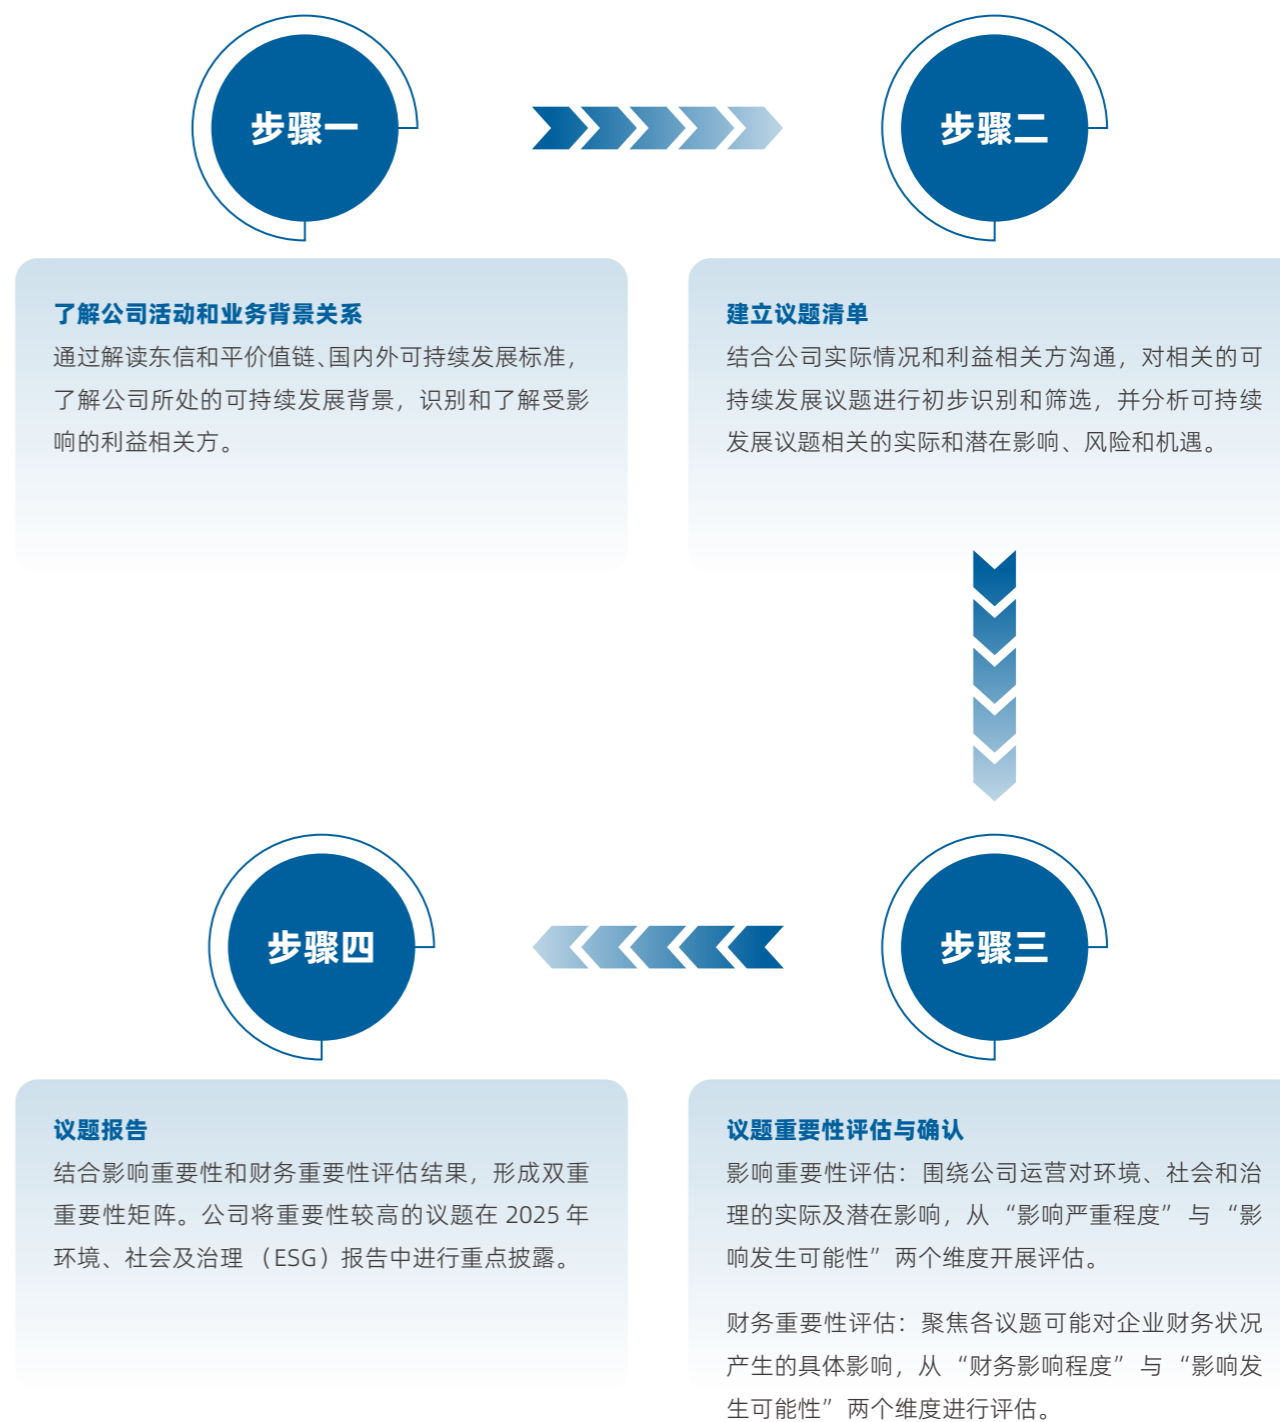 步骤一
步骤二
了解公司活动和业务背景关系
通过解读东信和平价值链、国内外可持续发展标准，
了解公司所处的可持续发展背景，识别和了解受影
响的利益相关方。
建立议题清单
结合公司实际情况和利益相关方沟通，对相关的可
持续发展议题进行初步识别和筛选，并分析可持续
发展议题相关的实际和潜在影响、风险和机遇。
步骤三
议题重要性评估与确认
影响重要性评估：围绕公司运营对环境、社会和治
理的实际及潜在影响，从“影响严重程度”与“影
响发生可能性”两个维度开展评估。
财务重要性评估：聚焦各议题可能对企业财务状况
产生的具体影响，从“财务影响程度”与“影响发
生可能性”两个维度进行评估。
步骤四
议题报告
结合影响重要性和财务重要性评估结果，形成双重
重要性矩阵。公司将重要性较高的议题在 2025 年
环境、社会及治理（ESG）报告中进行重点披露。